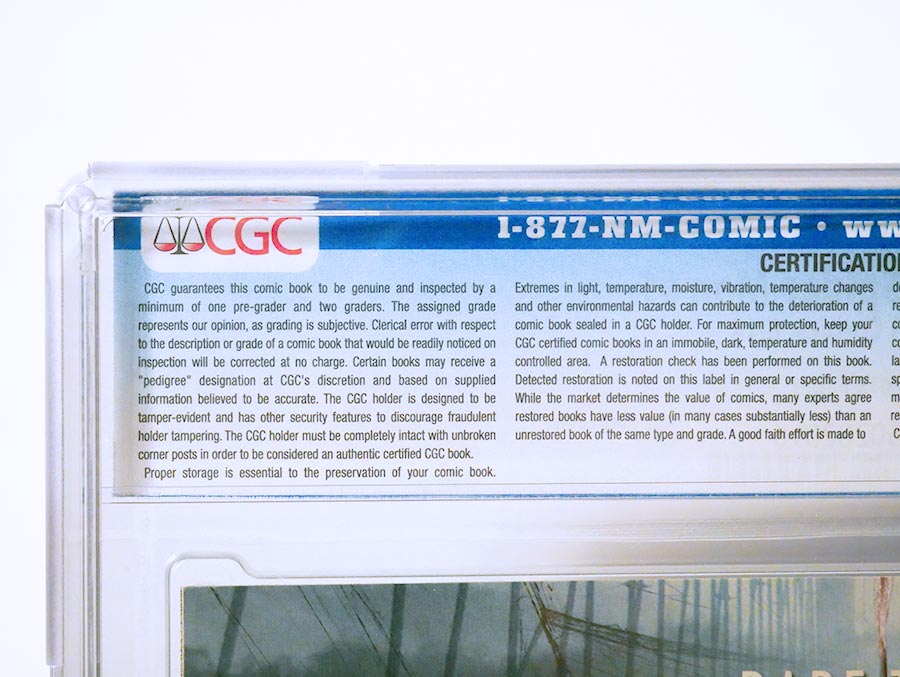 CGC
1-877-NM-COMIC •
CGC guarantees this comic book to be genuine and inspected by a
minimum of one pre-grader and two graders. The assigned grade
represents our opinion, as grading is subjective. Clerical error with respect
to the description or grade of a comic book that would be readily noticed on
inspection will be corrected at no charge. Certain books may receive a
"pedigree" designation at CGC's discretion and based on supplied
information believed to be accurate. The CGC holder is designed to be
tamper-evident and has other security features to discourage fraudulent
holder tampering. The CGC holder must be completely intact with unbroken
corner posts in order to be considered an authentic certified CGC book.
Proper storage is essential to the preservation of your comic book.
Extremes in light, temperature, moisture, vibration, temperature changes
and other environmental hazards can contribute to the deterioration of a
comic book sealed in a CGC holder. For maximum protection, keep your
CGC certified comic books in an immobile, dark, temperature and humidity
controlled area. A restoration check has been performed on this book.
Detected restoration is noted on this label in general or specific terms.
While the market determines the value of comics, many experts agree
restored books have less value (in many cases substantially less) than an
unrestored book of the same type and grade. A good faith effort is made to